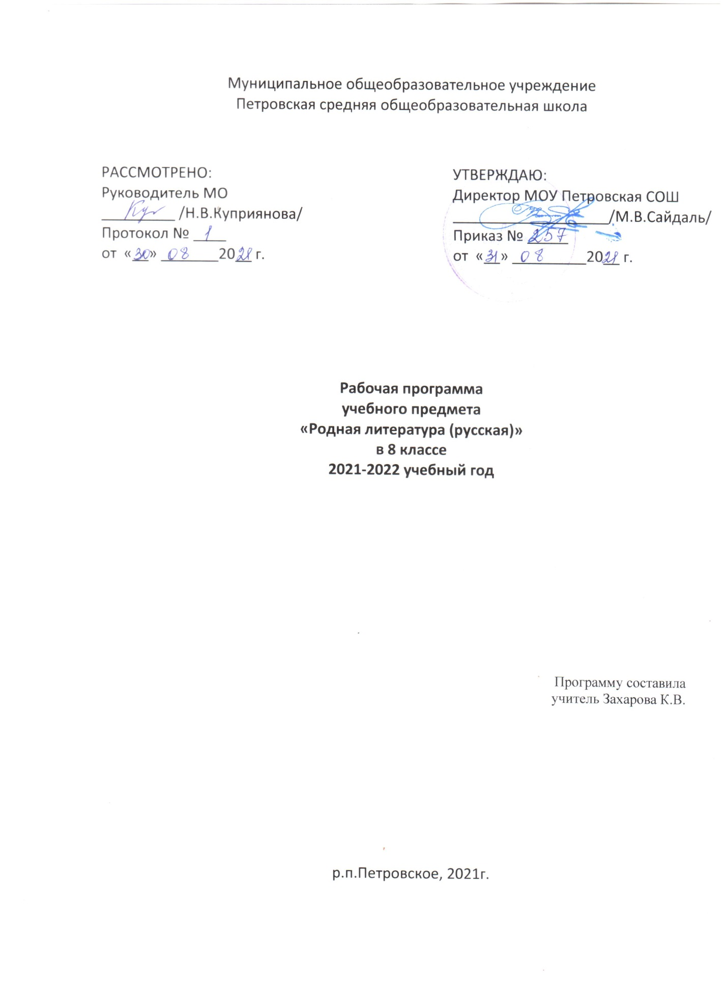 Муниципальное общеобразовательное учреждение
Петровская средняя общеобразовательная школа
РАССМОТРЕНО:
Руководитель МО
_________ /Н.В.Куприянова/
Протокол № 1
от «30» 08 2021 г.
УТВЕРЖДАЮ:
Директор МОУ Петровская СОШ
___________________/М.В.Сайдаль/
Приказ № 257
от «31» 08 2021 г.
Рабочая программа
учебного предмета
«Родная литература (русская)»
в 8 классе
2021-2022 учебный год
Программу составила
учитель Захарова К.В.
р.п.Петровское, 2021г.